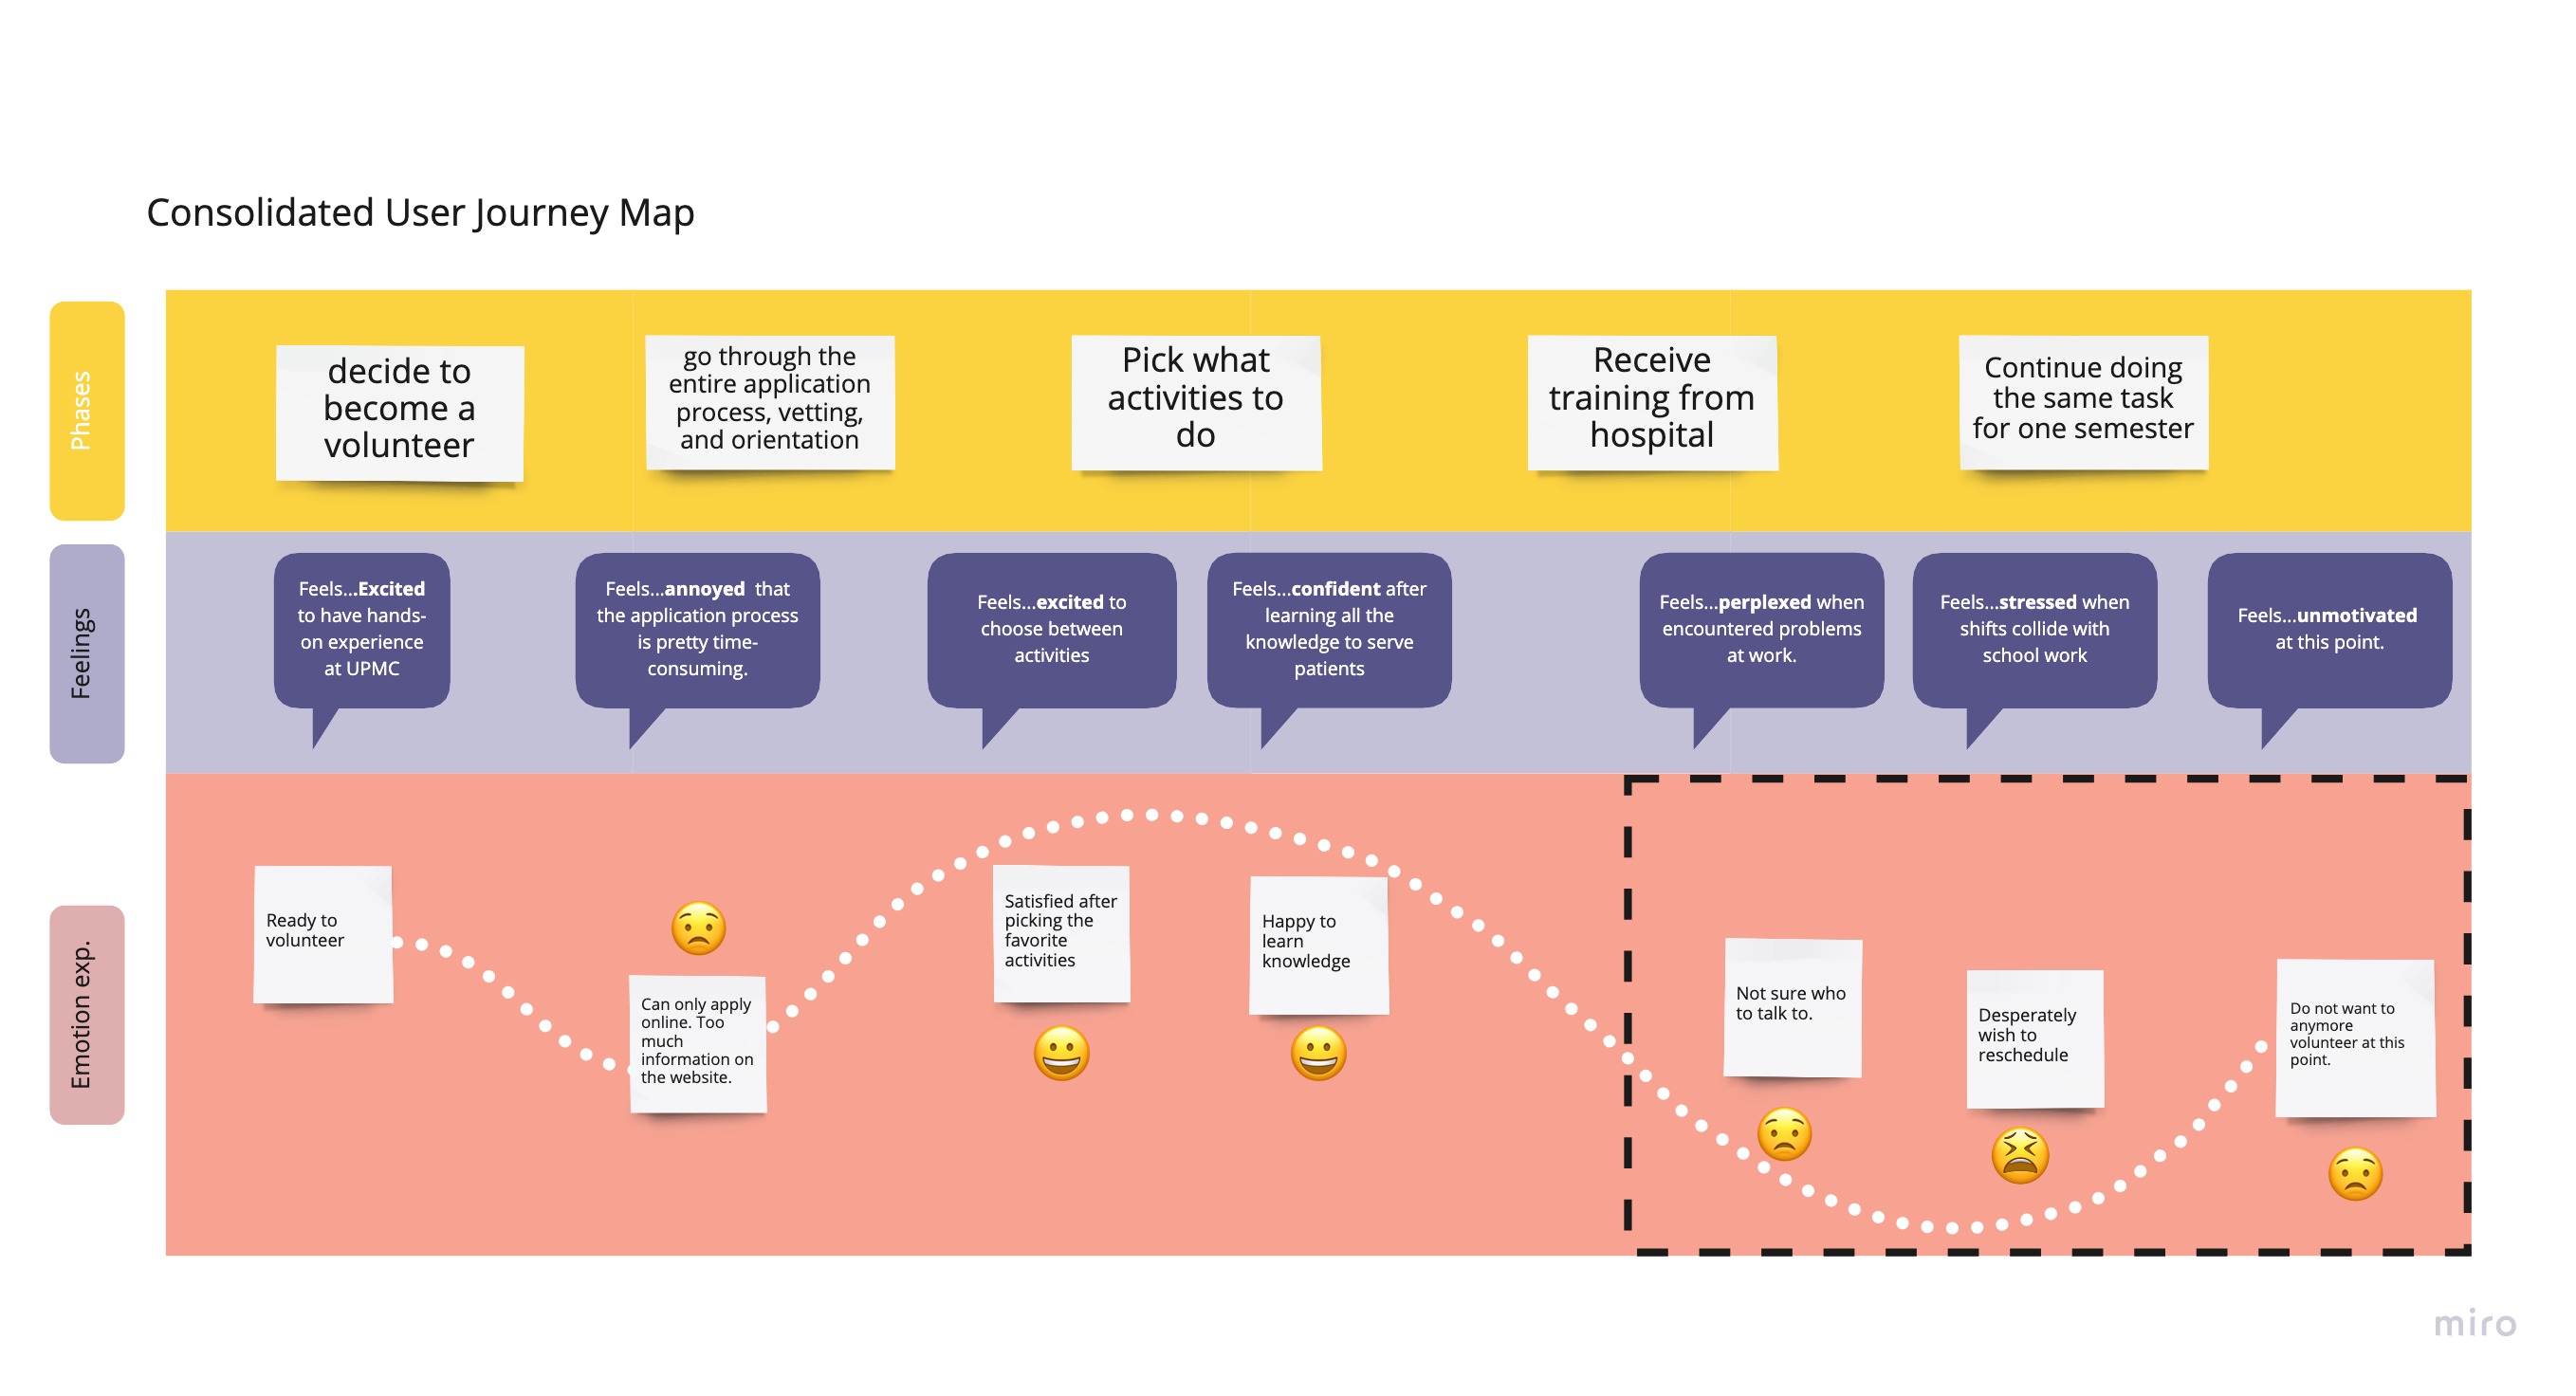 Consolidated User Journey Map
Phases
decide to
become a
volunteer
go through the
entire application
process, vetting,
and orientation
Pick what
activities to
do
Receive
training from
hospital
Continue doing
the same task
for one semester
Feelings
Feels...Excited
to have hands-
on experience
at UPMC
Feels...annoyed that
the application process
is pretty time-
consuming.
Feels...excited to
choose between
activities
Feels...confident after
learning all the
knowledge to serve
patients
Feels...perplexed when
encountered problems
at work.
Feels...stressed when
shifts collide with
school work
Feels...unmotivated
at this point.
Emotion exp.
Ready to
volunteer
Can only apply
online. Too
much
information on
the website.
Satisfied after
picking the
favorite
activities
Happy to
learn
knowledge
Not sure who
to talk to.
Desperately
wish to
reschedule
Do not want to
anymore
volunteer at this
point.
miro